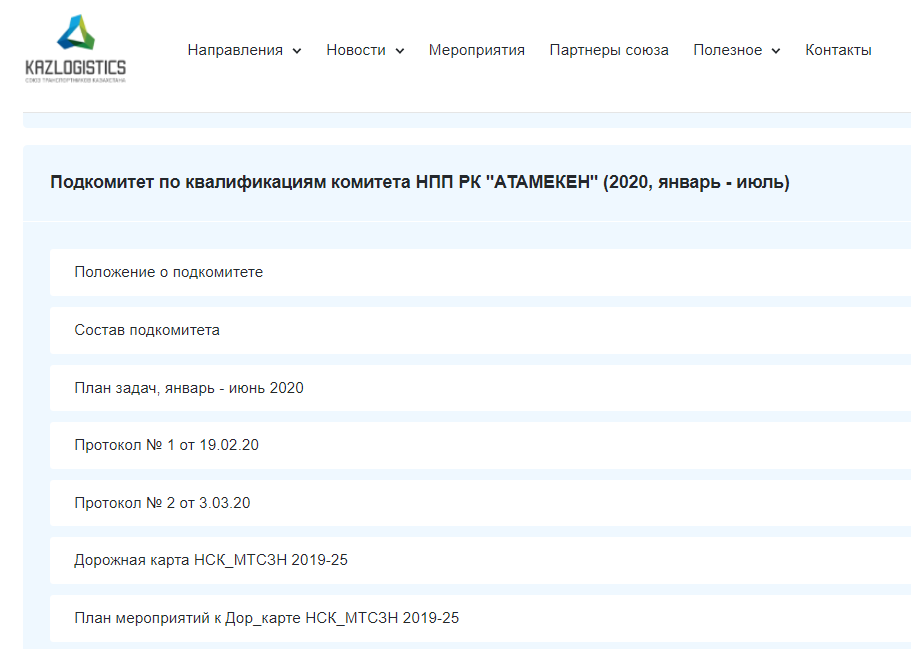 KAZLOGISTICS
СОЮЗ ТРАНСПОРТНИКОВ КАЗАХСТАНА
Направления Новости Мероприятия Партнеры союза Полезное Контакты
Подкомитет по квалификациям комитета НПП РК "АТАМЕКЕН" (2020, январь - июль)
Положение о подкомитете
Состав подкомитета
План задач, январь - июнь 2020
Протокол № 1 от 19.02.20
Протокол № 2 от 3.03.20
Дорожная карта НСК_МТСЗН 2019-25
План мероприятий к Дор_карте НСК_МТСЗН 2019-25